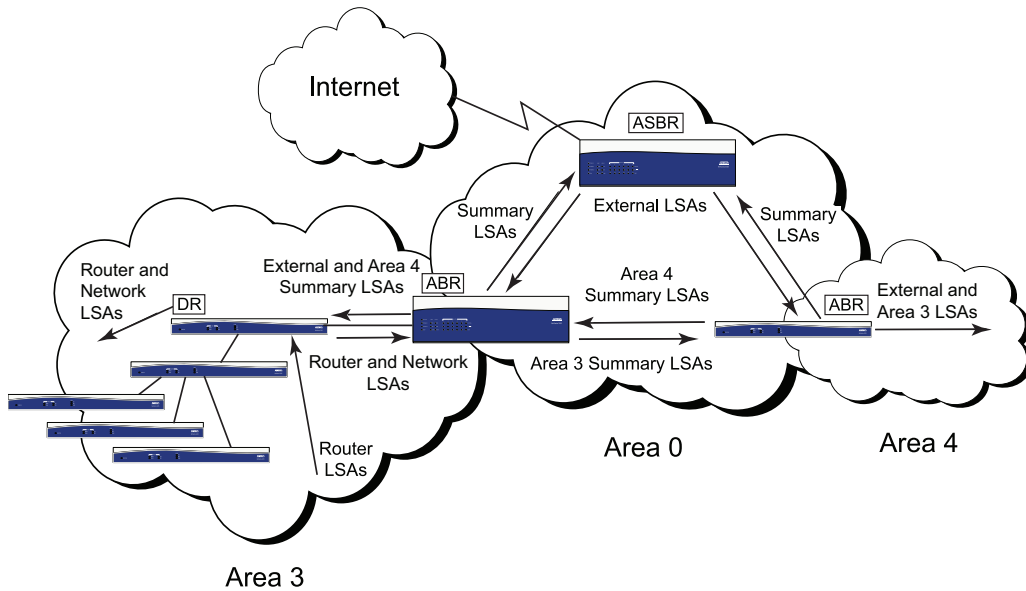 Internet
ASBR
External LSAs
Summary
LSAs
Summary
LSAs
External and Area 4
Summary LSAs
ABR
Area 4
Summary LSAs
ABR
External and
Area 3 LSAs
Router and
Network
LSAs
DR
Router and Network
LSAs
Area 3 Summary LSAs
Router
LSAs
Area 0
Area 4
Area 3